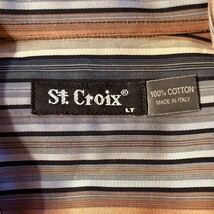 St. Croix®
LT
100% COTTON
MADE IN ITALY